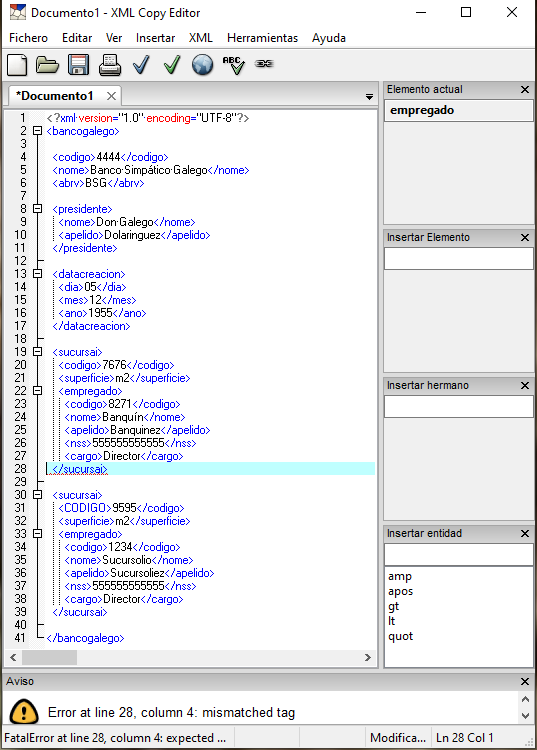 Documento1 - XML Copy Editor
Fichero Editar Ver Insertar XML Herramientas Ayuda
ABC
*Documento1
1 <?xml version="1.0" encoding="UTF-8"?>
2 <bancogalego>
3
4 <codigo>4444</codigo>
5 <nome>Banco·Simpático·Galego</nome>
6 <abrv>BSG</abrv>
7
8 <presidente>
9 <nome>Don·Galego</nome>
10 <apelido>Dolaringuez</apelido>
11 </presidente>
12
13 <datacreacion>
14 <dia>05</dia>
15 <mes>12</mes>
16 <ano>1955</ano>
17 </datacreacion>
18
19 <sucursai>
20 <codigo>7676</codigo>
21 <superficie>m2</superficie>
22 <empregado>
23 <codigo>8271</codigo>
24 <nome>Banquín</nome>
25 <apelido>Banquinez</apelido>
26 <nss>555555555555</nss>
27 <cargo>Director</cargo>
28 </sucursai>
29
30 <sucursai>
31 <CODIGO>9595</codigo>
32 <superficie>m2</superficie>
33 <empregado>
34 <codigo>1234</codigo>
35 <nome>Sucursolio</nome>
36 <apelido>Sucursoliez</apelido>
37 <nss>555555555555</nss>
38 <cargo>Director</cargo>
39 </sucursai>
40
41 </bancogalego>
Elemento actual
empregado
Insertar Elemento
Insertar hermano
Insertar entidad
amp
apos
gt
lt
quot
Aviso
Error at line 28, column 4: mismatched tag
FatalError at line 28, column 4: expected ...
Modifica...
Ln 28 Col 1